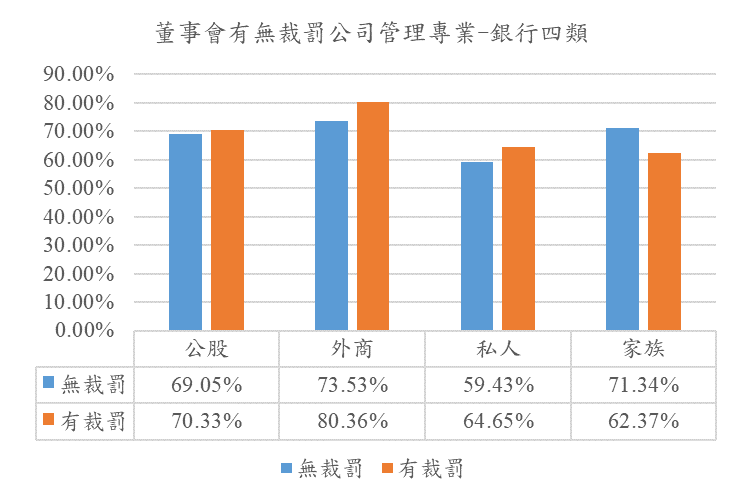 董事會有無裁罰公司管理專業-銀行四類
90.00%
80.00%
70.00%
60.00%
50.00%
40.00%
30.00%
20.00%
10.00%
0.00%
公股 外商 私人 家族
無裁罰 69.05% 73.53% 59.43% 71.34%
有裁罰 70.33% 80.36% 64.65% 62.37%
無裁罰 有裁罰